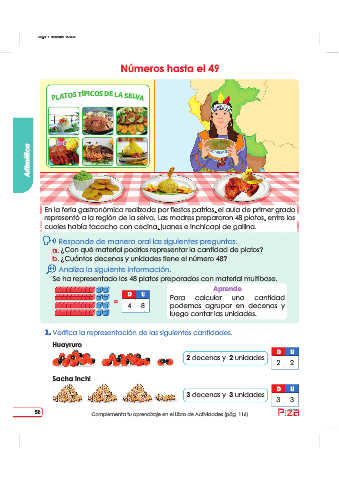 Números hasta el 49
PLATOS TÍPICOS DE LA SELVA
Aritmética
En la feria gastronómica realizada por fiestas patrias, el aula de primer grado
representó a la región de la selva. Las madres prepararon 48 platos, entre los
cuales había tacacho con cecina, juanes e inchicapi de gallina.
Responde de manera oral las siguientes preguntas.
a. ¿Con qué material podrías representar la cantidad de platos?
b. ¿Cuántas decenas y unidades tiene el número 48?
Analiza la siguiente información.
Se ha representado los 48 platos preparados con material multibase.
=
D U
4 8
Aprende
Para calcular una cantidad
podemos agrupar en decenas y
luego contar las unidades.
1. Verifica la representación de las siguientes cantidades.
Huayruro
2 decenas y 2 unidades
D U
2 2
Sacha Inchi
3 decenas y 3 unidades
D U
3 3
56
Complementa tu aprendizaje en el Libro de Actividades (pág. 116)